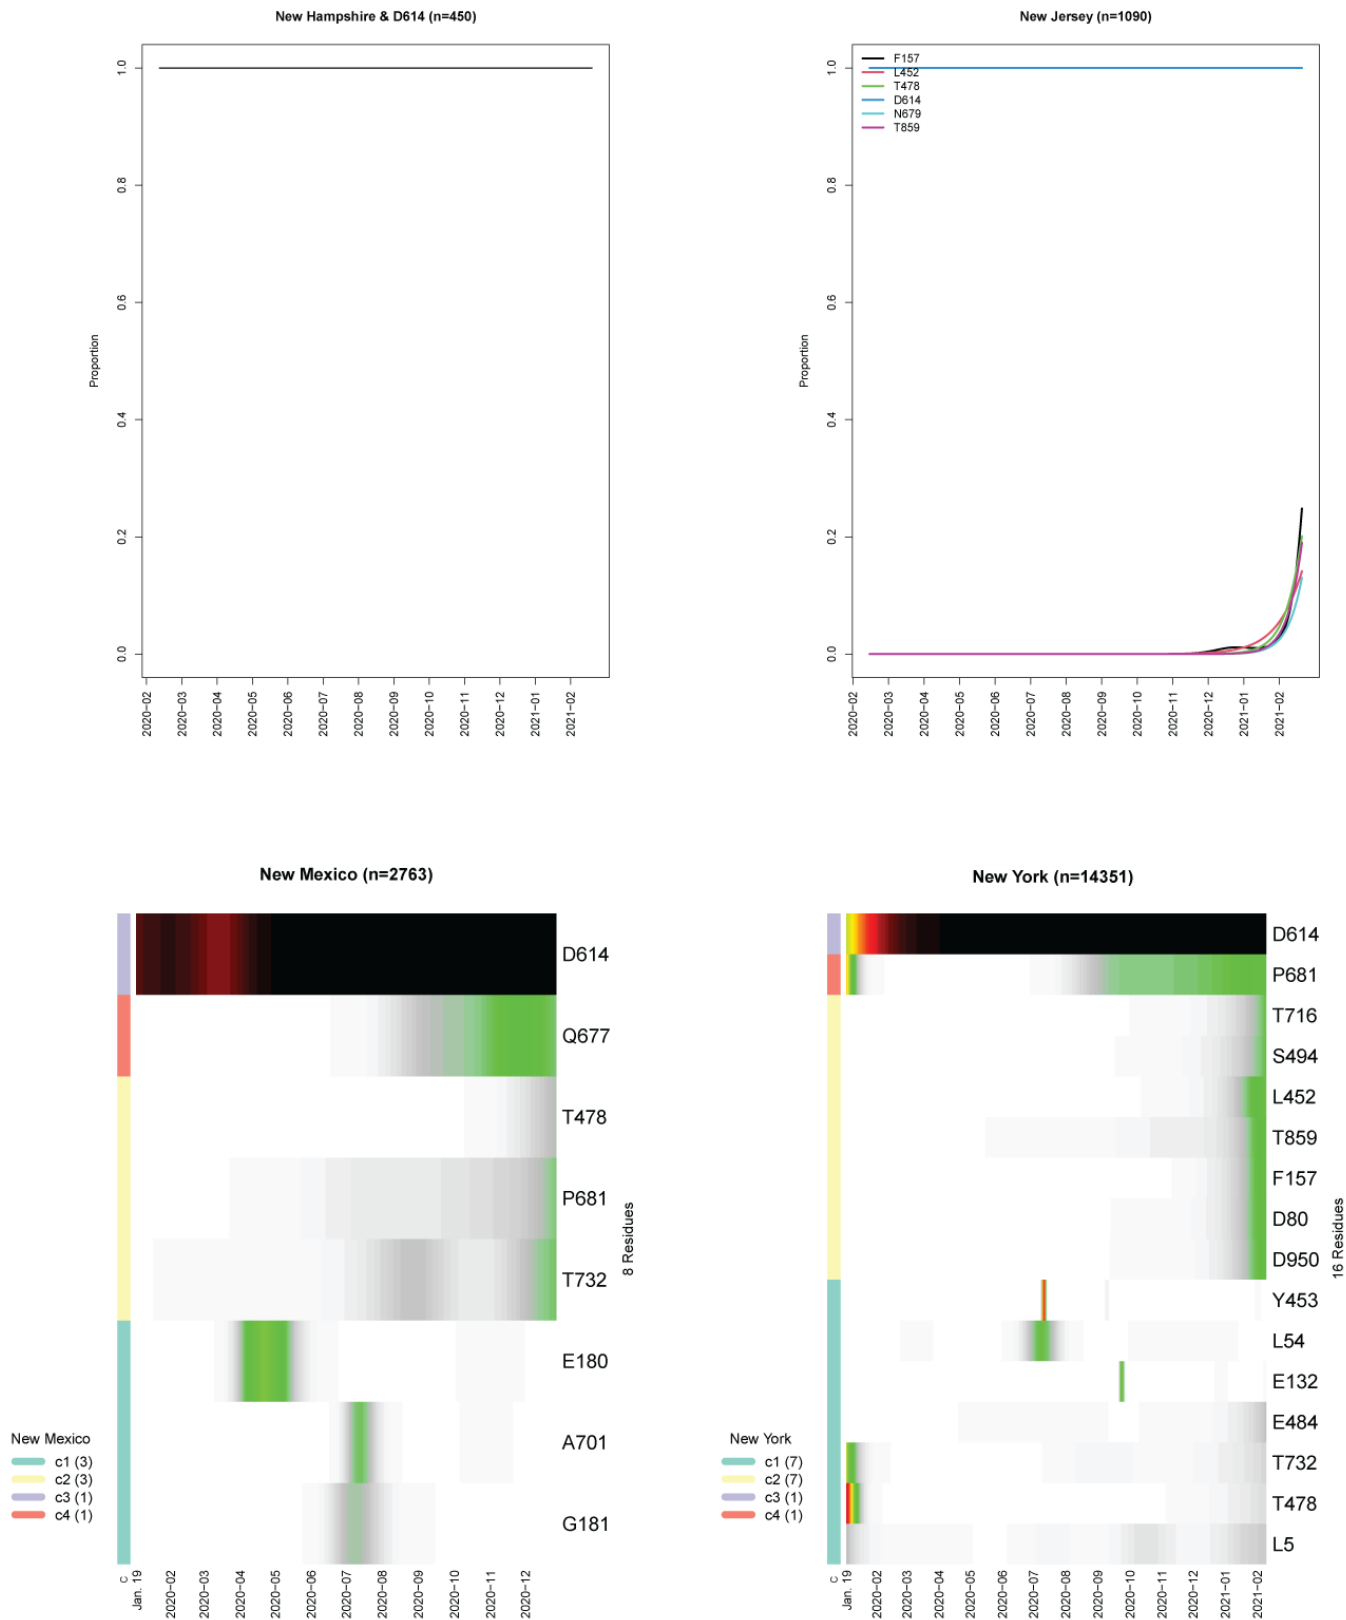 New Hampshire & D614 (n=450)
Proportion
1.0
0.8
0.6
0.4
0.2
0.0
2020−02
2020−03
2020−04
2020−05
2020−06
2020−07
2020−08
2020−09
2020−10
2020−11
2020−12
2021−01
2021−02
New Jersey (n=1090)
F157
L452
T478
D614
N679
T859
Proportion
1.0
0.8
0.6
0.4
0.2
0.0
2020−02
2020−03
2020−04
2020−05
2020−06
2020−07
2020−08
2020−09
2020−10
2020−11
2020−12
2021−01
2021−02
New Mexico (n=2763)
D614
Q677
T478
P681
T732
E180
A701
G181
8 Residues
New Mexico
c1 (3)
c2 (3)
c3 (1)
c4 (1)
c
Jan. 19
2020−02
2020−03
2020−04
2020−05
2020−06
2020−07
2020−08
2020−09
2020−10
2020−11
2020−12
New York (n=14351)
D614
P681
T716
S494
L452
T859
F157
D80
D950
Y453
L54
E132
E484
T732
T478
L5
16 Residues
New York
c1 (7)
c2 (7)
c3 (1)
c4 (1)
c
Jan. 19
2020−02
2020−03
2020−04
2020−05
2020−06
2020−07
2020−08
2020−09
2020−10
2020−11
2020−12
2021−01
2021−02